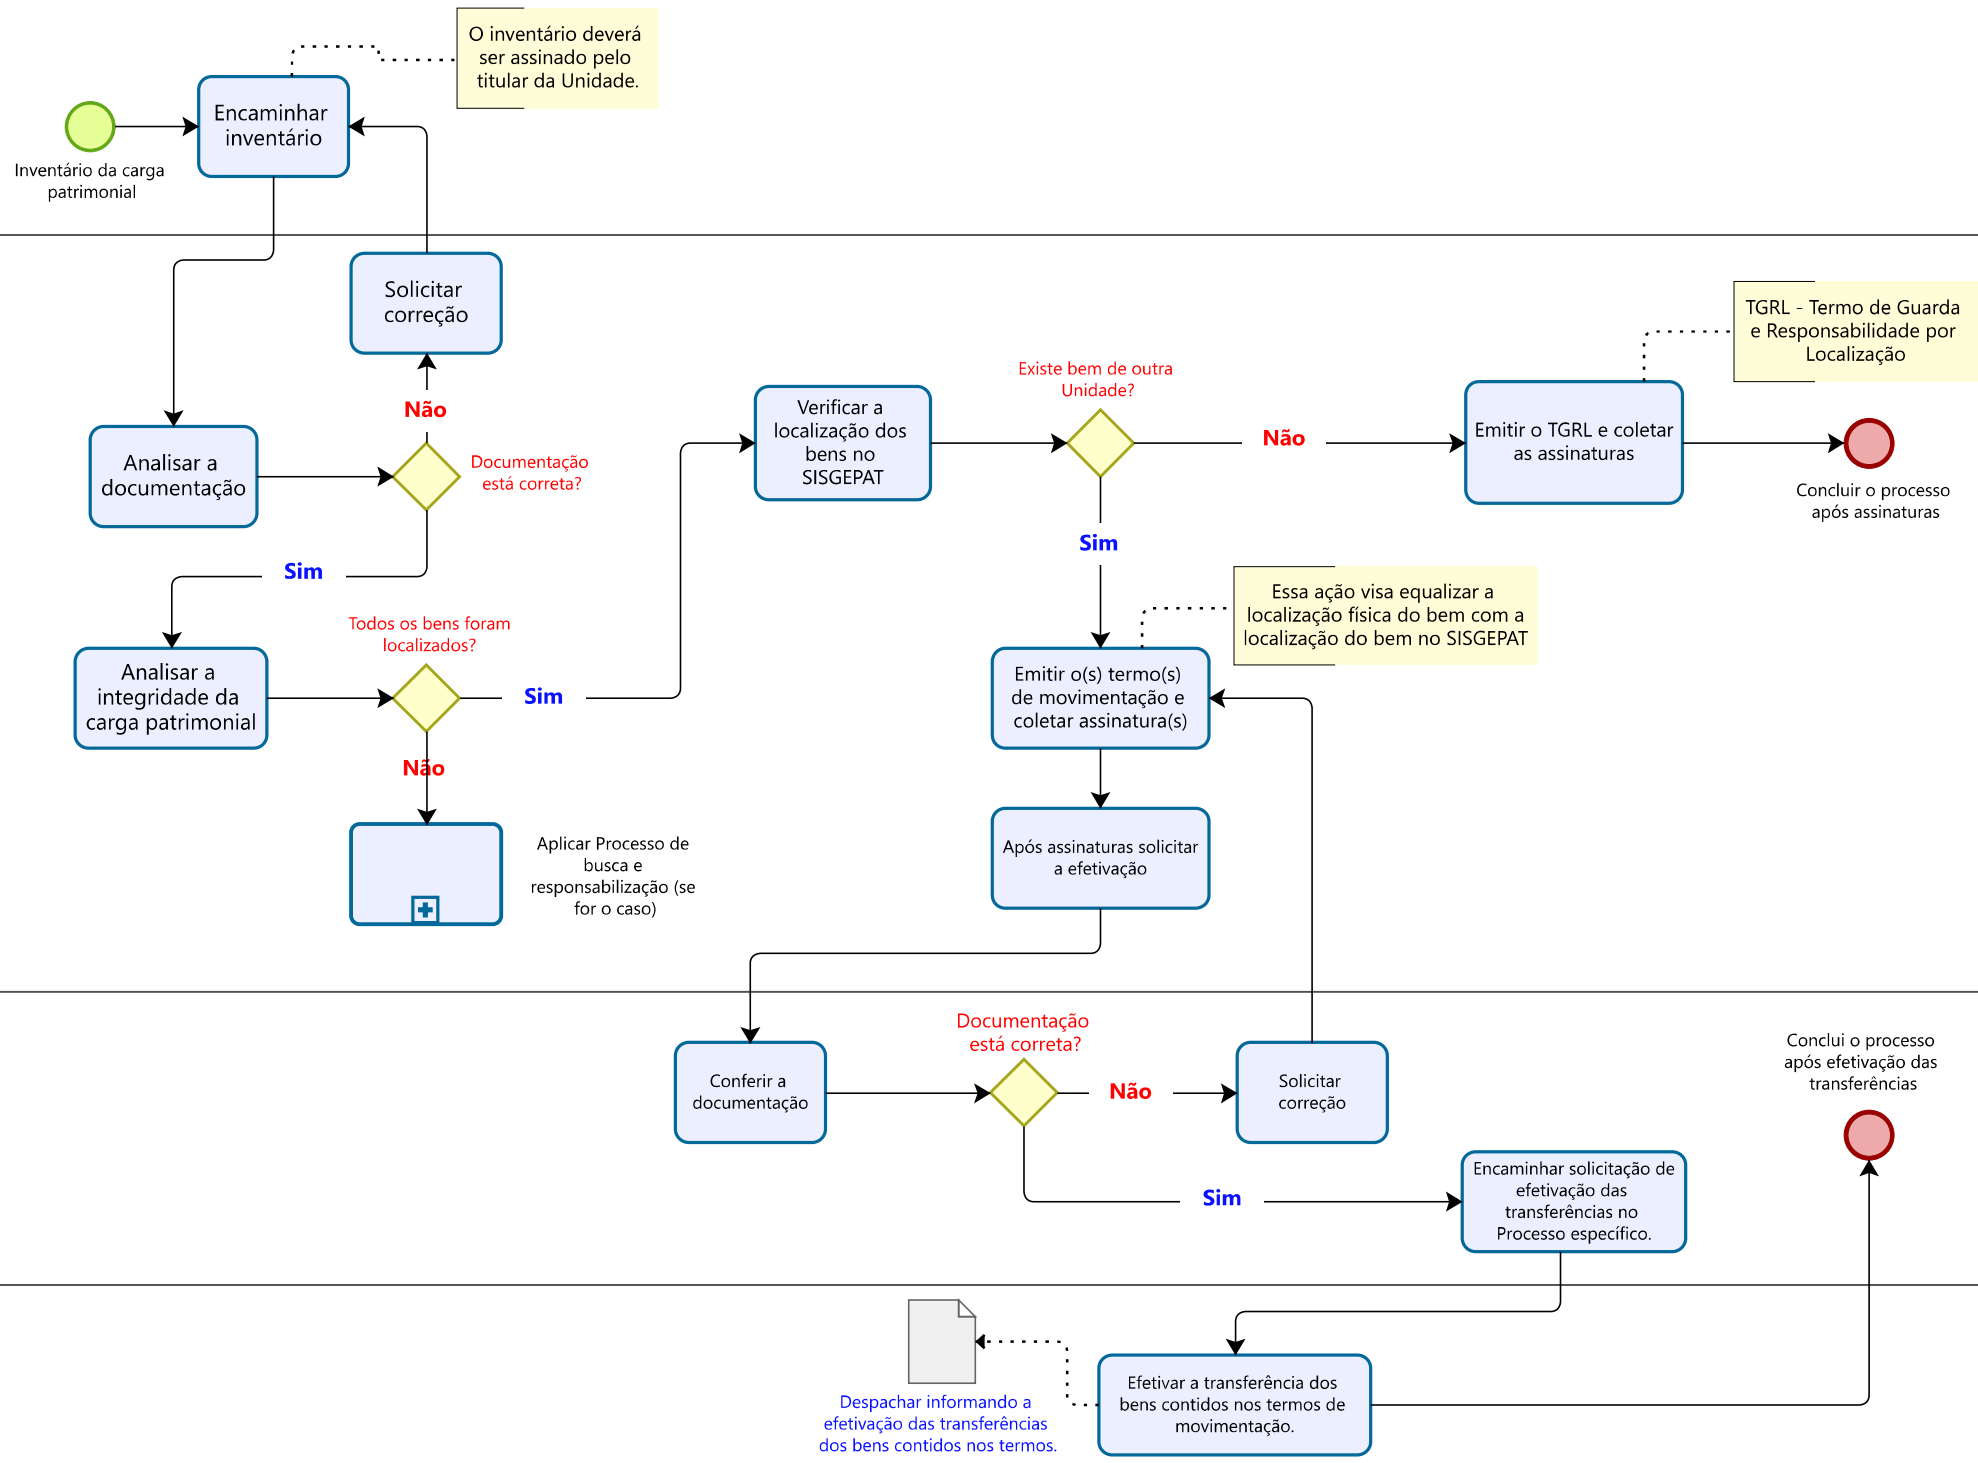 O inventário deverá
ser assinado pelo
titular da Unidade.
Encaminhar
inventário
Inventário da carga
patrimonial
Solicitar
correção
TGRL - Termo de Guarda
e Responsabilidade por
Localização
Não
Existe bem de outra
Unidade?
Verificar a
localização dos
bens no
SISGEPAT
Não
Emitir o TGRL e coletar
as assinaturas
Analisar a
documentação
Documentação
está correta?
Concluir o processo
após assinaturas
Sim
Sim
Essa ação visa equalizar a
localização física do bem com a
localização do bem no SISGEPAT
Todos os bens foram
localizados?
Analisar a
integridade da
carga patrimonial
Sim
Emitir o(s) termo(s)
de movimentação e
coletar assinatura(s)
Não
Aplicar Processo de
busca e
responsabilização (se
for o caso)
Após assinaturas solicitar
a efetivação
Documentação
está correta?
Conclui o processo
após efetivação das
transferências
Conferir a
documentação
Não
Solicitar
correção
Sim
Encaminhar solicitação de
efetivação das
transferências no
Processo específico.
Despachar informando a
efetivação das transferências
dos bens contidos nos termos.
Efetivar a transferência dos
bens contidos nos termos de
movimentação.